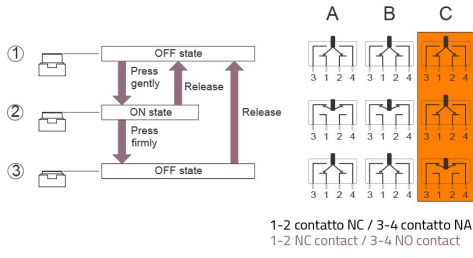 A B C
1 OFF state
3 1 2 4 3 1 2 4 3 1 2 4
Press
gently
Release
2 ON state
Release
3 1 2 4 3 1 2 4 3 1 2 4
Press
firmly
3 OFF state
3 1 2 4 3 1 2 4 3 1 2 4
1-2 contatto NC / 3-4 contatto NA
1-2 NC contact / 3-4 NO contact